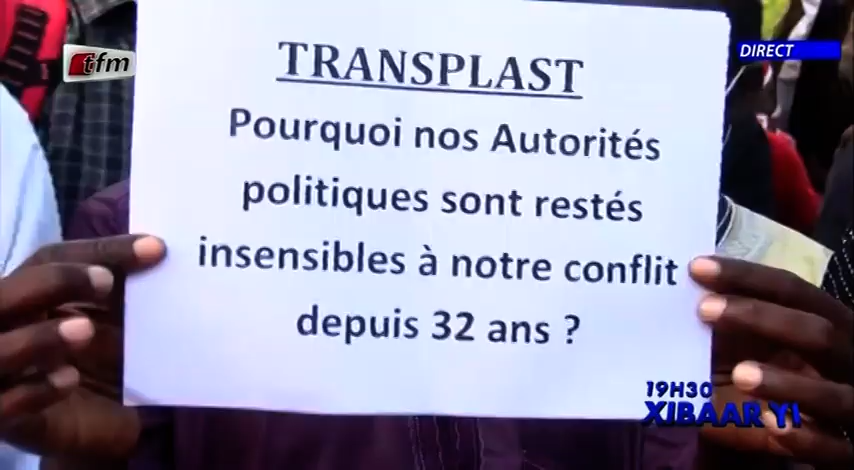 tfm
DIRECT
TRANSPLAST
Pourquoi nos Autorités
politiques sont restés
insensibles à notre conflit
depuis 32 ans ?
19H30
XIBAAR YI